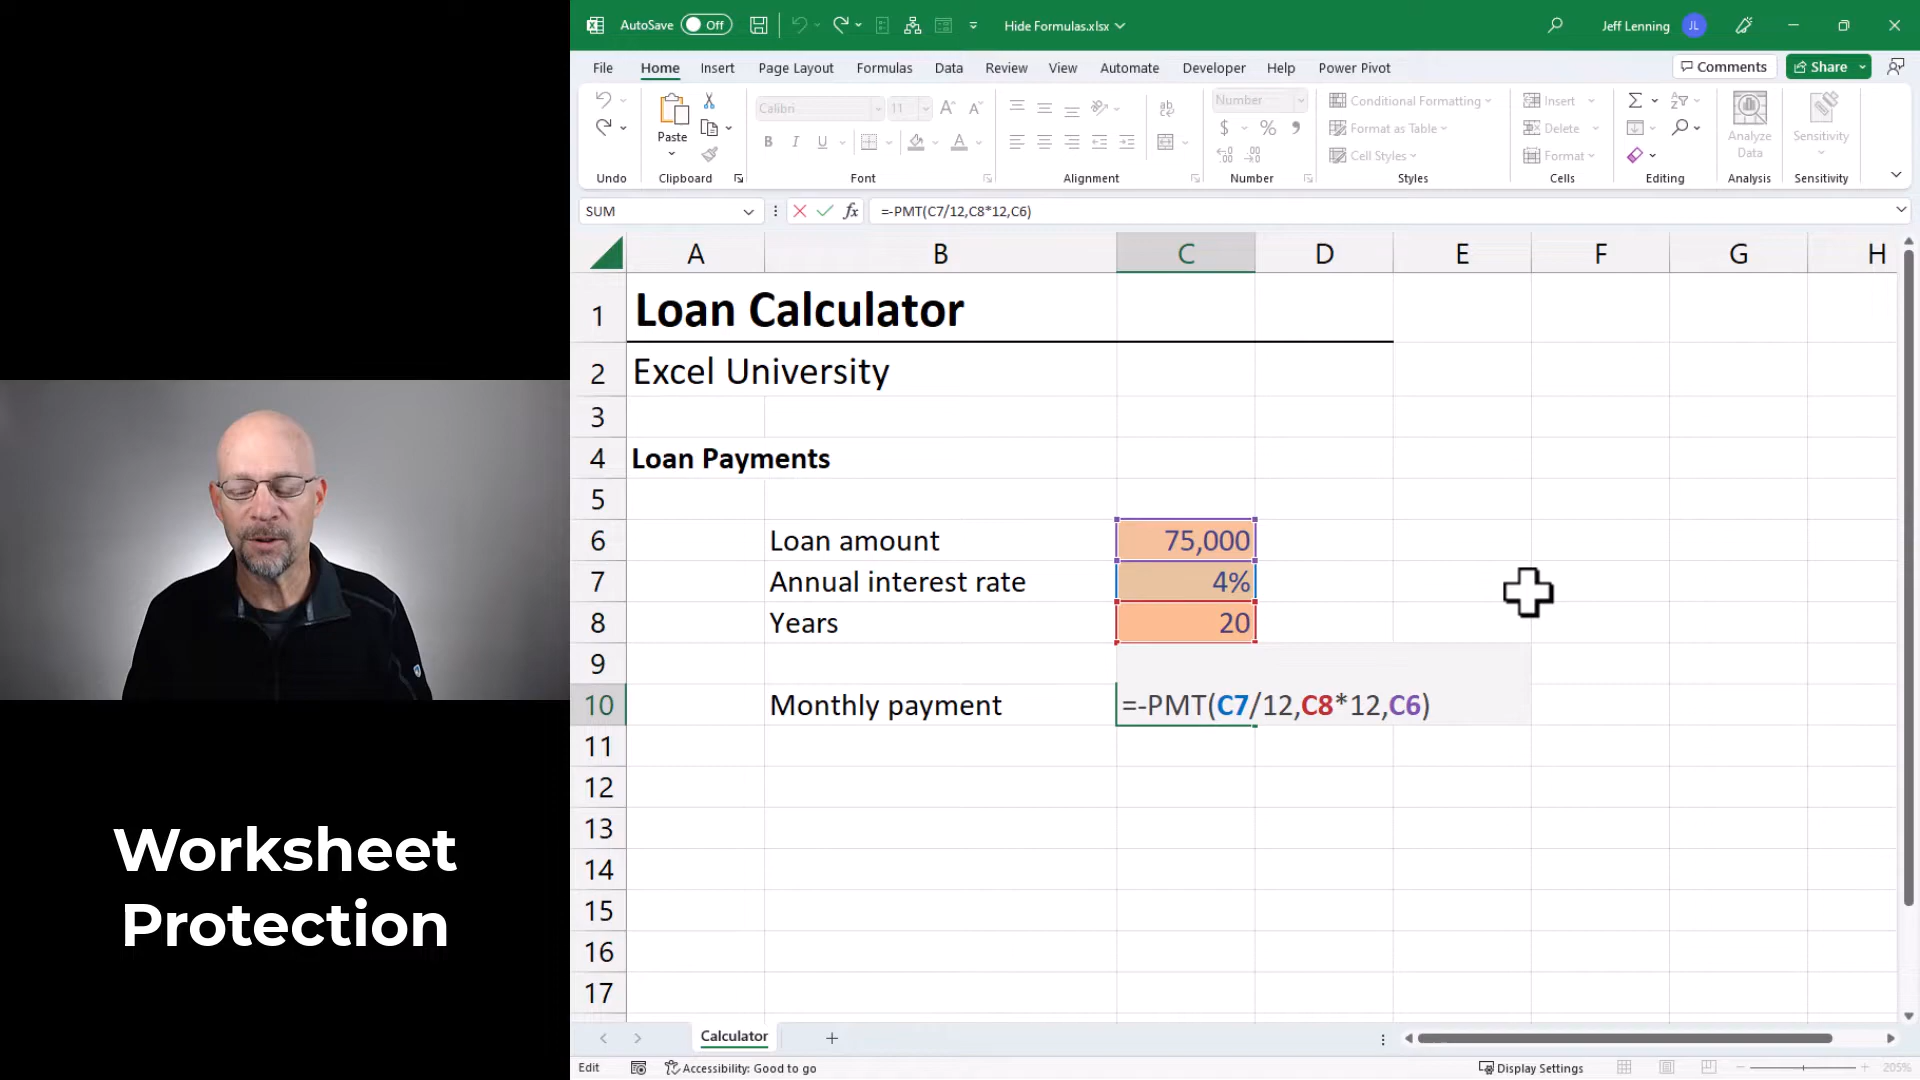 AutoSave Off
Hide Formulas.xlsx
Jeff Lenning JL
File Home Insert Page Layout Formulas Data Review View Automate Developer Help Power Pivot
Comments Share
Paste
Calibri 11
B I U A
Number
$ % 9
Conditional Formatting
Format as Table
Cell Styles
Insert
Delete
Format
Analyze
Data
Sensitivity
Undo Clipboard Font Alignment Number Styles Cells Editing Analysis Sensitivity
SUM
fx =-PMT(C7/12,C8*12,C6)
A B C D E F G H
1 Loan Calculator
2 Excel University
3
4 Loan Payments
5
6 Loan amount 75,000
7 Annual interest rate 4%
8 Years 20
9
10 Monthly payment =-PMT(C7/12,C8*12,C6)
11
12
13
14
15
16
17
Calculator
Edit Accessibility: Good to go Display Settings 205%
Worksheet
Protection